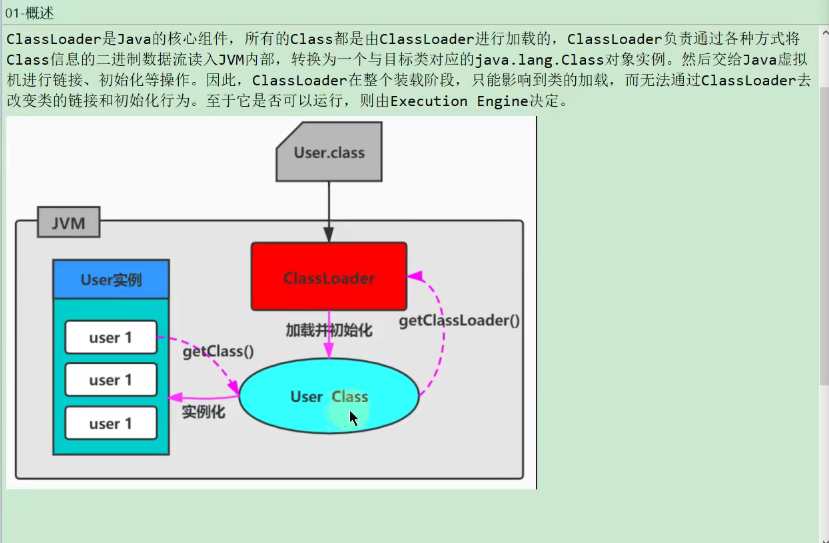 01-概述
ClassLoader是Java的核心组件，所有的Class都是由ClassLoader进行加载的，ClassLoader负责通过各种方式将
Class信息的二进制数据流读入JVM内部，转换为一个与目标类对应的java.lang.Class对象实例。然后交给Java虚拟
机进行链接、初始化等操作。因此，ClassLoader在整个装载阶段，只能影响到类的加载，而无法通过ClassLoader去
改变类的链接和初始化行为。至于它是否可以运行，则由Execution Engine决定。
User.class
JVM
User实例
ClassLoader
加载并初始化
getClassLoader()
user 1
getClass()
user 1
User Class
实例化
user 1